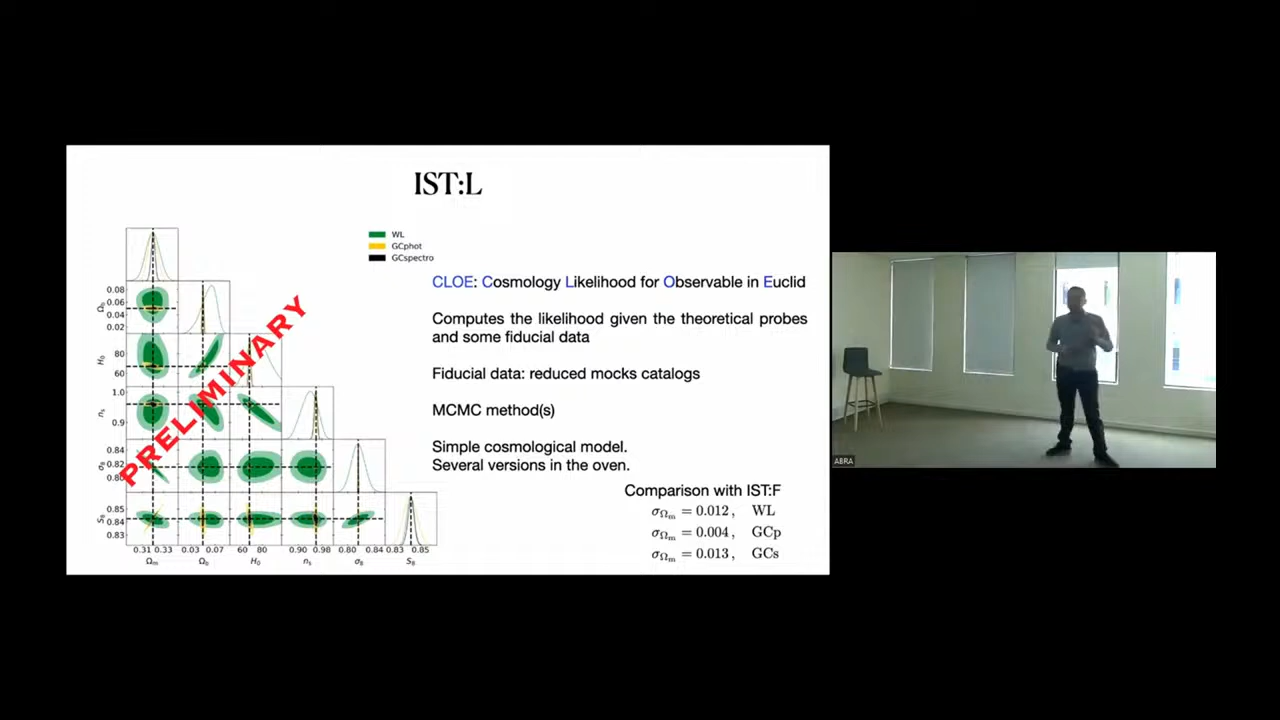 IST:L
WL
GCphot
GCspectro
PRELIMINARY
0.08
0.06
0.04
0.02
Ωb
80
60
H0
1.0
0.9
ns
0.84
0.82
0.80
σ8
0.85
0.84
0.83
S8
0.31 0.33 0.03 0.07 60 80 0.90 0.98 0.80 0.84 0.83 0.85
Ωm Ωb H0 ns σ8 S8
CLOE: Cosmology Likelihood for Observable in Euclid
Computes the likelihood given the theoretical probes
and some fiducial data
Fiducial data: reduced mocks catalogs
MCMC method(s)
Simple cosmological model.
Several versions in the oven.
Comparison with IST:F
σΩm = 0.012 , WL
σΩm = 0.004 , GCp
σΩm = 0.013 , GCs
ABRA